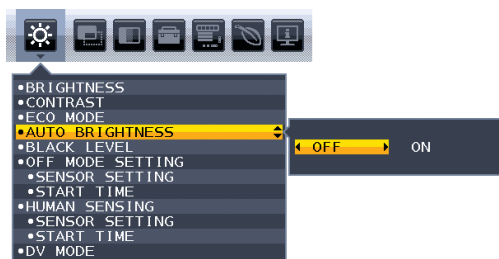 •BRIGHTNESS
•CONTRAST
•ECO MODE
•AUTO BRIGHTNESS
OFF ON
•BLACK LEVEL
•OFF MODE SETTING
•SENSOR SETTING
•START TIME
•HUMAN SENSING
•SENSOR SETTING
•START TIME
•DV MODE